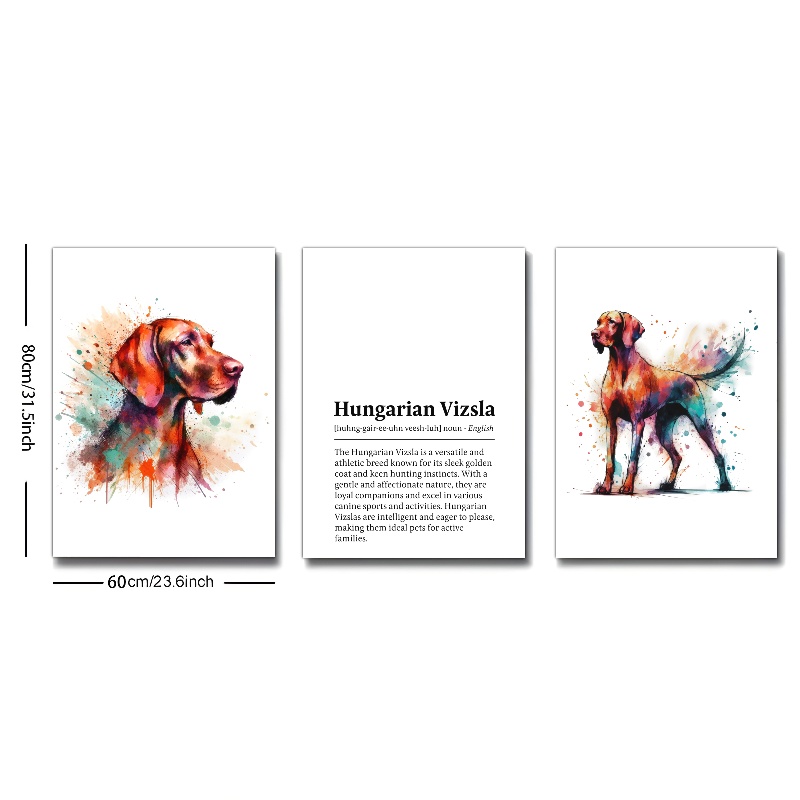 80cm/31.5inch
Hungarian Vizsla
[huhng-gair-ee-uhn veesh-luh] noun - English
The Hungarian Vizsla is a versatile and
athletic breed known for its sleek golden
coat and keen hunting instincts. With a
gentle and affectionate nature, they are
loyal companions and excel in various
canine sports and activities. Hungarian
Vizslas are intelligent and eager to please,
making them ideal pets for active
families.
60cm/23.6inch